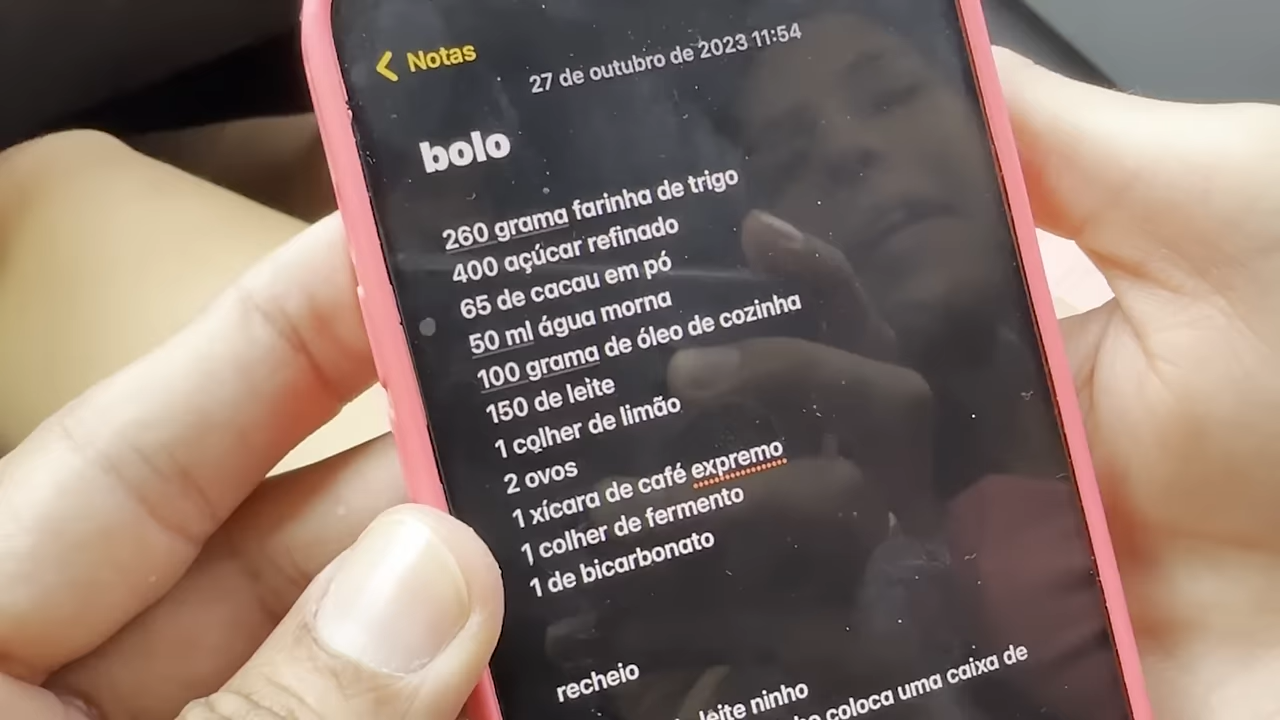 Notas
27 de outubro de 2023 11:54
bolo
260 grama farinha de trigo
400 açúcar refinado
65 de cacau em pó
50 ml água morna
100 grama de óleo de cozinha
150 de leite
1 colher de limão
2 ovos
1 xícara de café expremo
1 colher de fermento
1 de bicarbonato
recheio
leite ninho
coloca uma caixa de